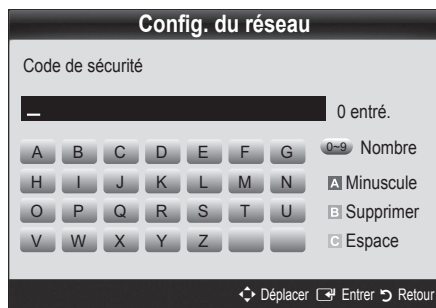 Config. du réseau
Code de sécurité
_ 0 entré.
A B C D E F G 0~9 Nombre
H I J K L M N A Minuscule
O P Q R S T U B Supprimer
V W X Y Z C Espace
Déplacer Entrer Retour